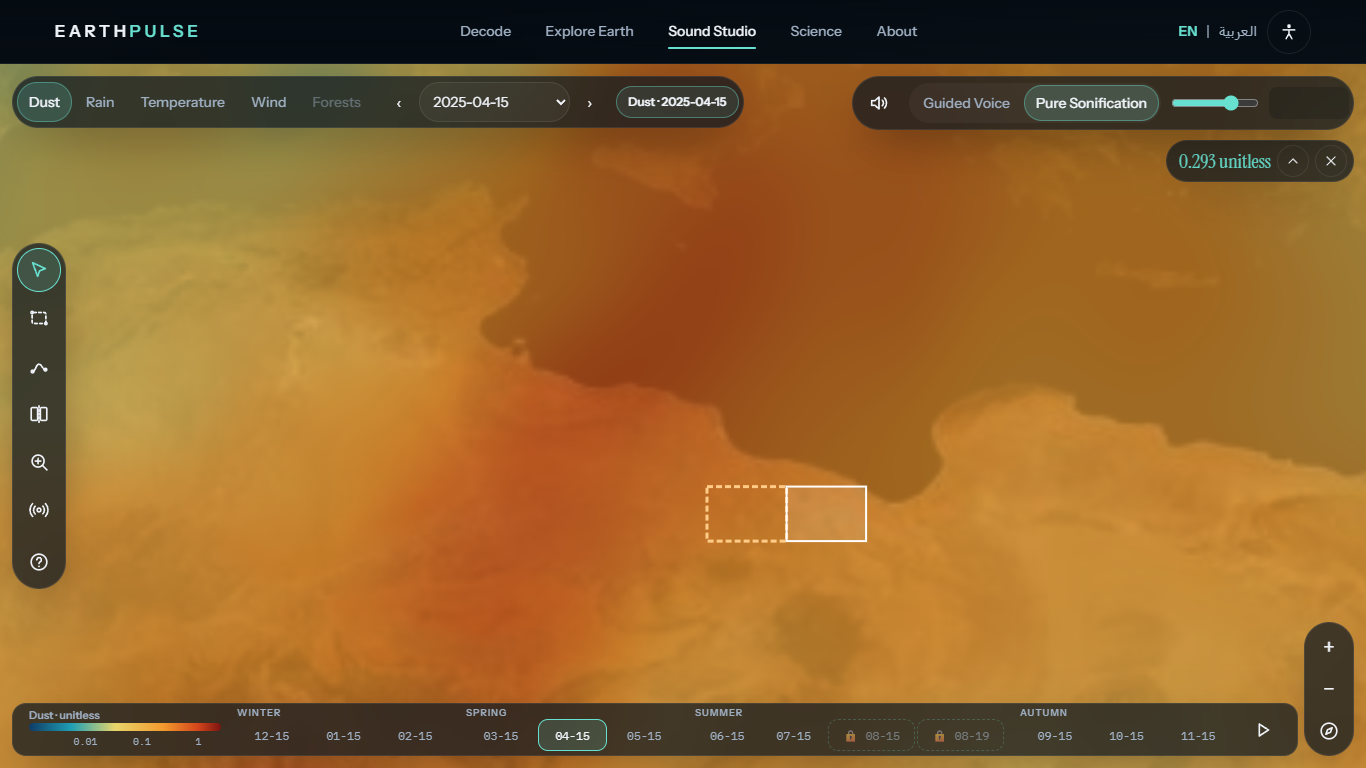 EARTHPULSE
Decode
Explore Earth
Sound Studio
Science
About
EN | العربية
Dust
Rain
Temperature
Wind
Forests
‹
2025-04-15
›
Dust · 2025-04-15
Guided Voice
Pure Sonification
0.293 unitless
Dust · unitless
0.01 0.1 1
WINTER
12-15 01-15 02-15
SPRING
03-15 04-15 05-15
SUMMER
06-15 07-15 08-15 08-19
AUTUMN
09-15 10-15 11-15
+
−